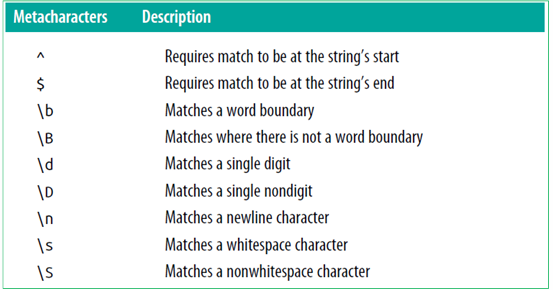 Metacharacters Description
^ Requires match to be at the string's start
$ Requires match to be at the string's end
\b Matches a word boundary
\B Matches where there is not a word boundary
\d Matches a single digit
\D Matches a single nondigit
\n Matches a newline character
\s Matches a whitespace character
\S Matches a nonwhitespace character